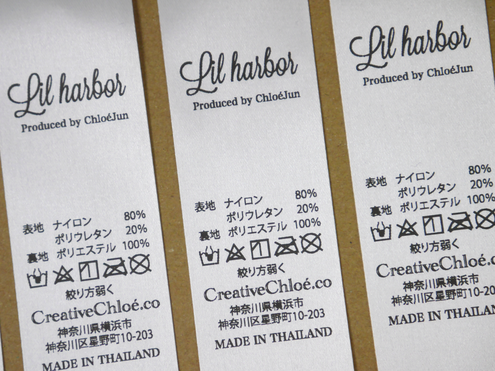 Lil harbor
Produced by ChloéJun
表地 ナイロン 80%
ポリウレタン 20%
裏地 ポリエステル 100%
絞り方弱く
CreativeChloé.co
神奈川県横浜市
神奈川区星野町10-203
MADE IN THAILAND
Lil harbor
Produced by ChloéJun
表地 ナイロン 80%
ポリウレタン 20%
裏地 ポリエステル 100%
絞り方弱く
CreativeChloé.co
神奈川県横浜市
神奈川区星野町10-203
MADE IN THAILAND
Lil harbor
Produced by ChloéJun
表地 ナイロン 80%
ポリウレタン 20%
裏地 ポリエステル 100%
絞り方弱く
CreativeChloé.co
神奈川県横浜市
神奈川区星野町10-203
MADE IN THAILAND